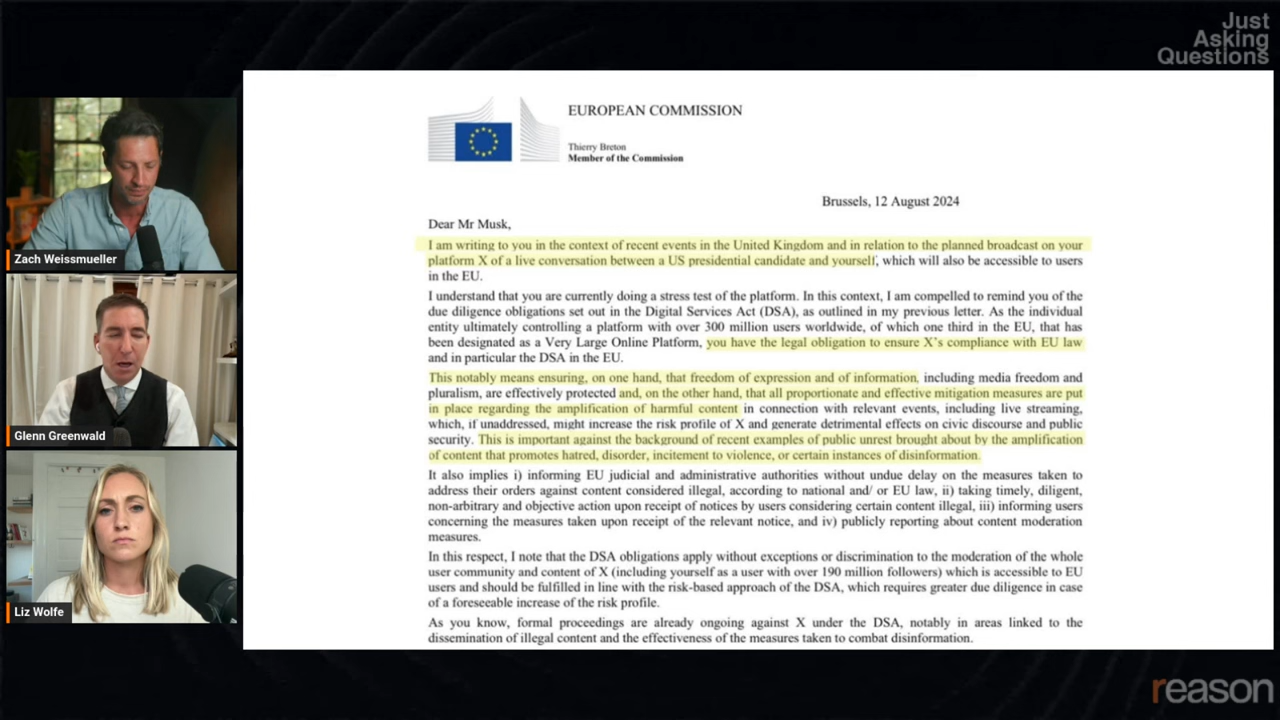 Just
Asking
Questions
Zach Weissmueller
Glenn Greenwald
Liz Wolfe
EUROPEAN COMMISSION
Thierry Breton
Member of the Commission
Brussels, 12 August 2024
Dear Mr Musk,
I am writing to you in the context of recent events in the United Kingdom and in relation to the planned broadcast on your
platform X of a live conversation between a US presidential candidate and yourself, which will also be accessible to users
in the EU.
I understand that you are currently doing a stress test of the platform. In this context, I am compelled to remind you of the
due diligence obligations set out in the Digital Services Act (DSA), as outlined in my previous letter. As the individual
entity ultimately controlling a platform with over 300 million users worldwide, of which one third in the EU, that has
been designated as a Very Large Online Platform, you have the legal obligation to ensure X's compliance with EU law
and in particular the DSA in the EU.
This notably means ensuring, on one hand, that freedom of expression and of information, including media freedom and
pluralism, are effectively protected and, on the other hand, that all proportionate and effective mitigation measures are put
in place regarding the amplification of harmful content in connection with relevant events, including live streaming,
which, if unaddressed, might increase the risk profile of X and generate detrimental effects on civic discourse and public
security. This is important against the background of recent examples of public unrest brought about by the amplification
of content that promotes hatred, disorder, incitement to violence, or certain instances of disinformation.
It also implies i) informing EU judicial and administrative authorities without undue delay on the measures taken to
address their orders against content considered illegal, according to national and/ or EU law, ii) taking timely, diligent,
non-arbitrary and objective action upon receipt of notices by users considering certain content illegal, iii) informing users
concerning the measures taken upon receipt of the relevant notice, and iv) publicly reporting about content moderation
measures.
In this respect, I note that the DSA obligations apply without exceptions or discrimination to the moderation of the whole
user community and content of X (including yourself as a user with over 190 million followers) which is accessible to EU
users and should be fulfilled in line with the risk-based approach of the DSA, which requires greater due diligence in case
of a foreseeable increase of the risk profile.
As you know, formal proceedings are already ongoing against X under the DSA, notably in areas linked to the
dissemination of illegal content and the effectiveness of the measures taken to combat disinformation.
reason